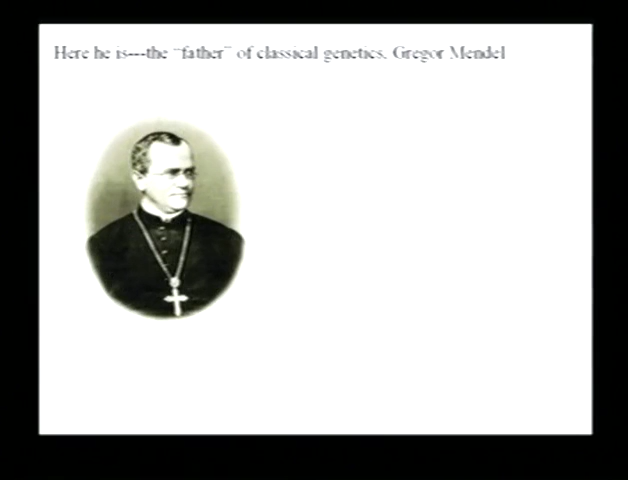 Here he is---the “father” of classical genetics. Gregor Mendel